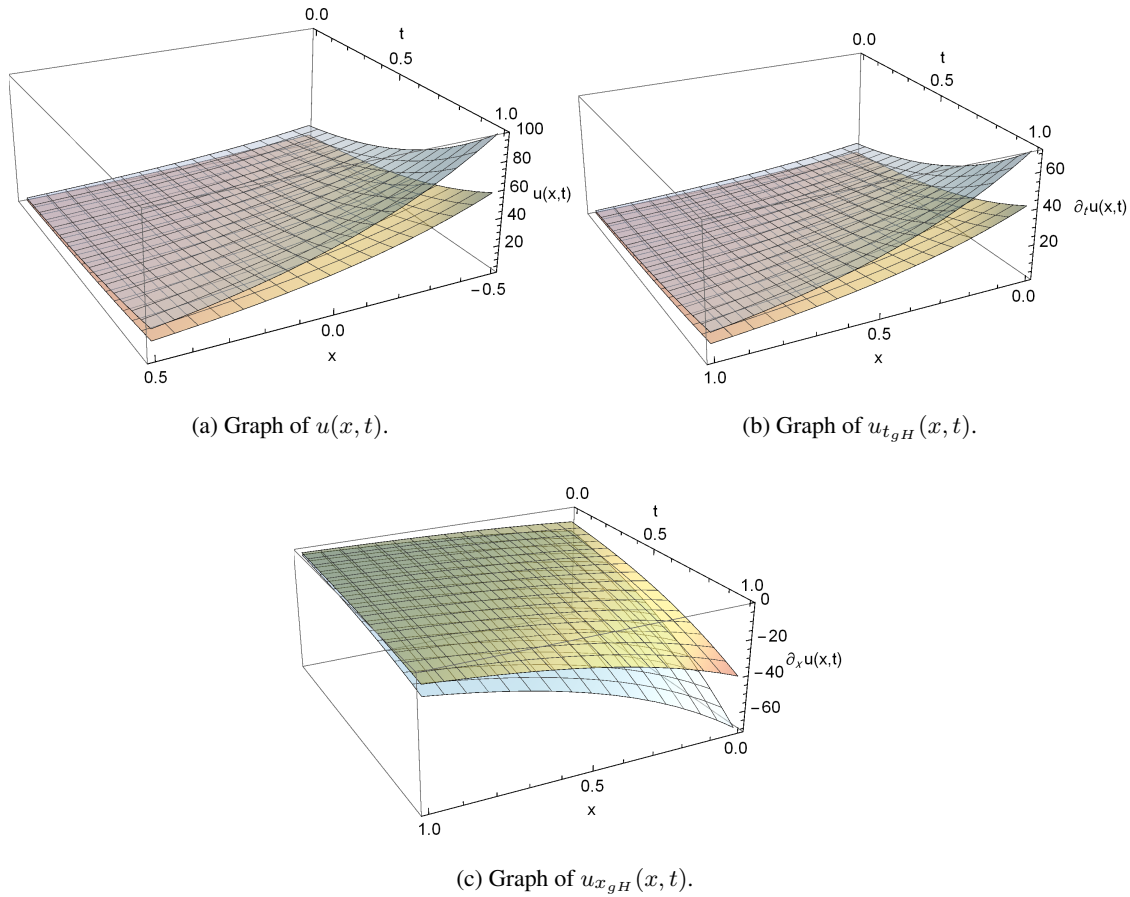 0.0
t
0.5
1.0
100
80
60
u(x,t)
40
20
-0.5
0.0
x
0.5
0.0
t
0.5
1.0
60
40
∂tu(x,t)
20
0.0
0.5
x
1.0
(a) Graph of u(x, t).
(b) Graph of u_{t_{gH}}(x, t).
0.0
t
0.5
1.0
0
-20
-40
∂xu(x,t)
-60
0.0
0.5
x
1.0
(c) Graph of u_{x_{gH}}(x, t).